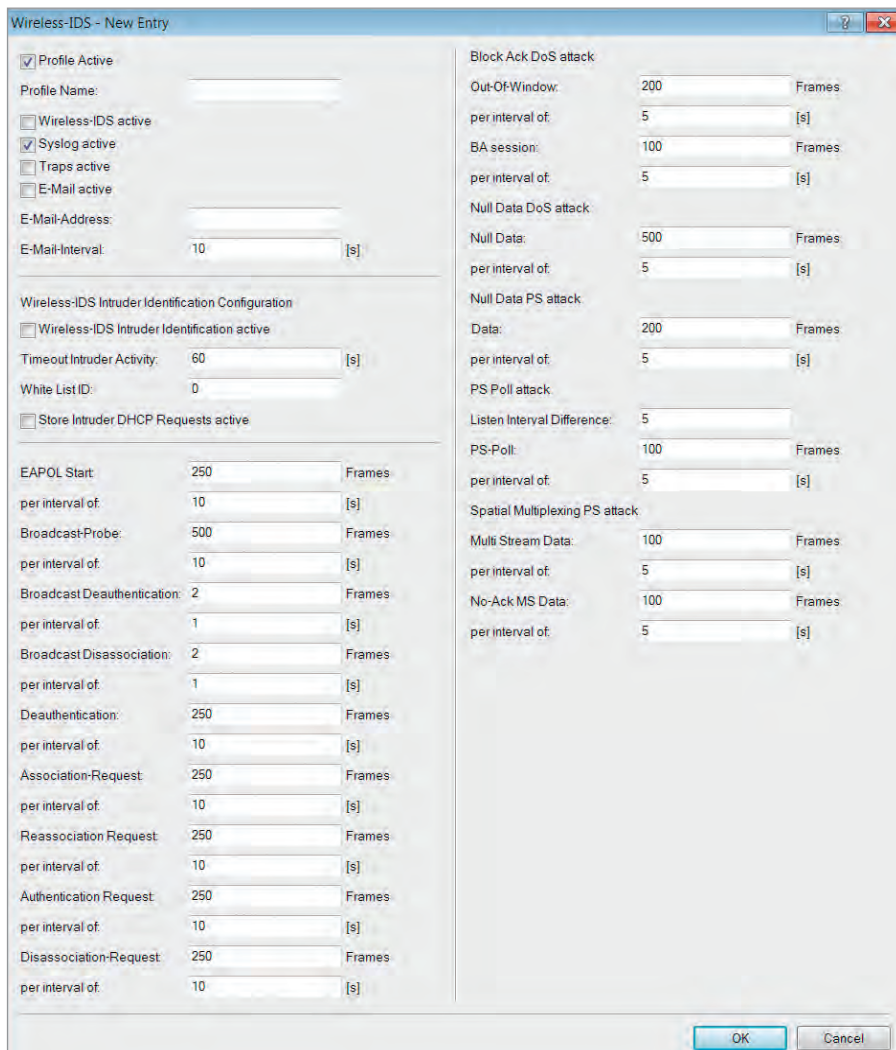 Wireless-IDS - New Entry
Profile Active
Profile Name:
Wireless-IDS active
Syslog active
Traps active
E-Mail active
E-Mail-Address:
E-Mail-Interval: 10 [s]
Wireless-IDS Intruder Identification Configuration
Wireless-IDS Intruder Identification active
Timeout Intruder Activity: 60 [s]
White List ID: 0
Store Intruder DHCP Requests active
EAPOL Start: 250 Frames
per interval of: 10 [s]
Broadcast-Probe: 500 Frames
per interval of: 10 [s]
Broadcast Deauthentication: 2 Frames
per interval of: 1 [s]
Broadcast Disassociation: 2 Frames
per interval of: 1 [s]
Deauthentication: 250 Frames
per interval of: 10 [s]
Association-Request: 250 Frames
per interval of: 10 [s]
Reassociation Request: 250 Frames
per interval of: 10 [s]
Authentication Request: 250 Frames
per interval of: 10 [s]
Disassociation-Request: 250 Frames
per interval of: 10 [s]
Block Ack DoS attack
Out-Of-Window: 200 Frames
per interval of: 5 [s]
BA session: 100 Frames
per interval of: 5 [s]
Null Data DoS attack
Null Data: 500 Frames
per interval of: 5 [s]
Null Data PS attack
Data: 200 Frames
per interval of: 5 [s]
PS Poll attack
Listen Interval Difference: 5
PS-Poll: 100 Frames
per interval of: 5 [s]
Spatial Multiplexing PS attack
Multi Stream Data: 100 Frames
per interval of: 5 [s]
No-Ack MS Data: 100 Frames
per interval of: 5 [s]
OK
Cancel